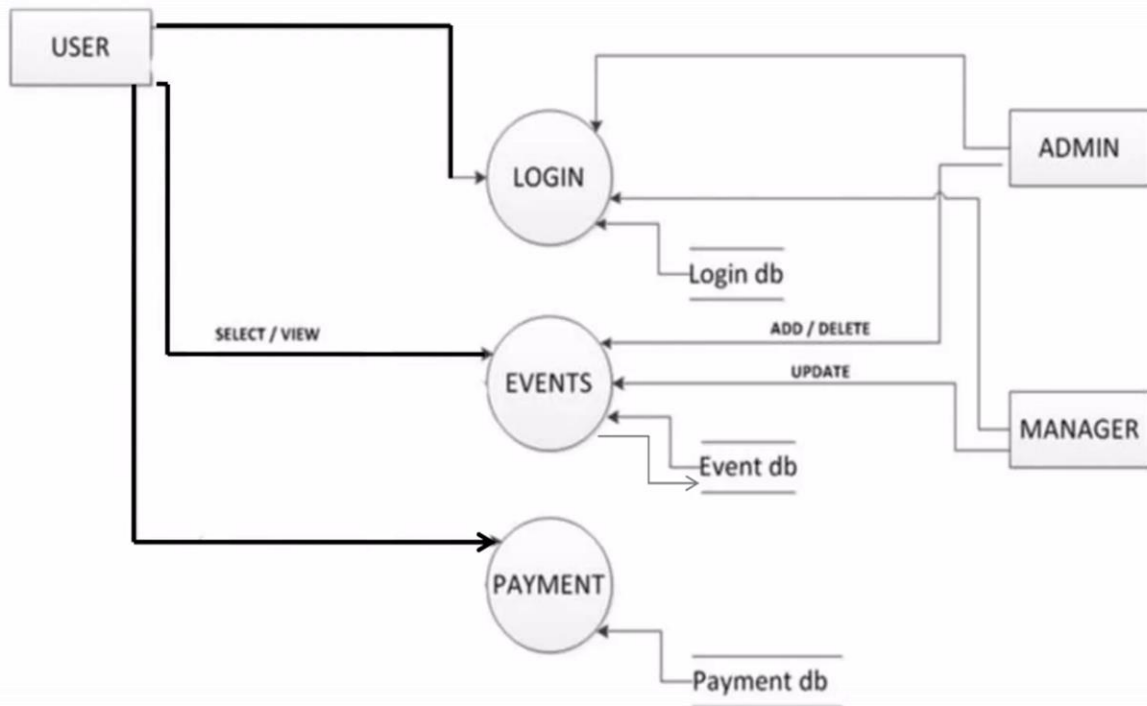 USER
LOGIN
ADMIN
Login db
SELECT / VIEW
ADD / DELETE
EVENTS
UPDATE
MANAGER
Event db
PAYMENT
Payment db